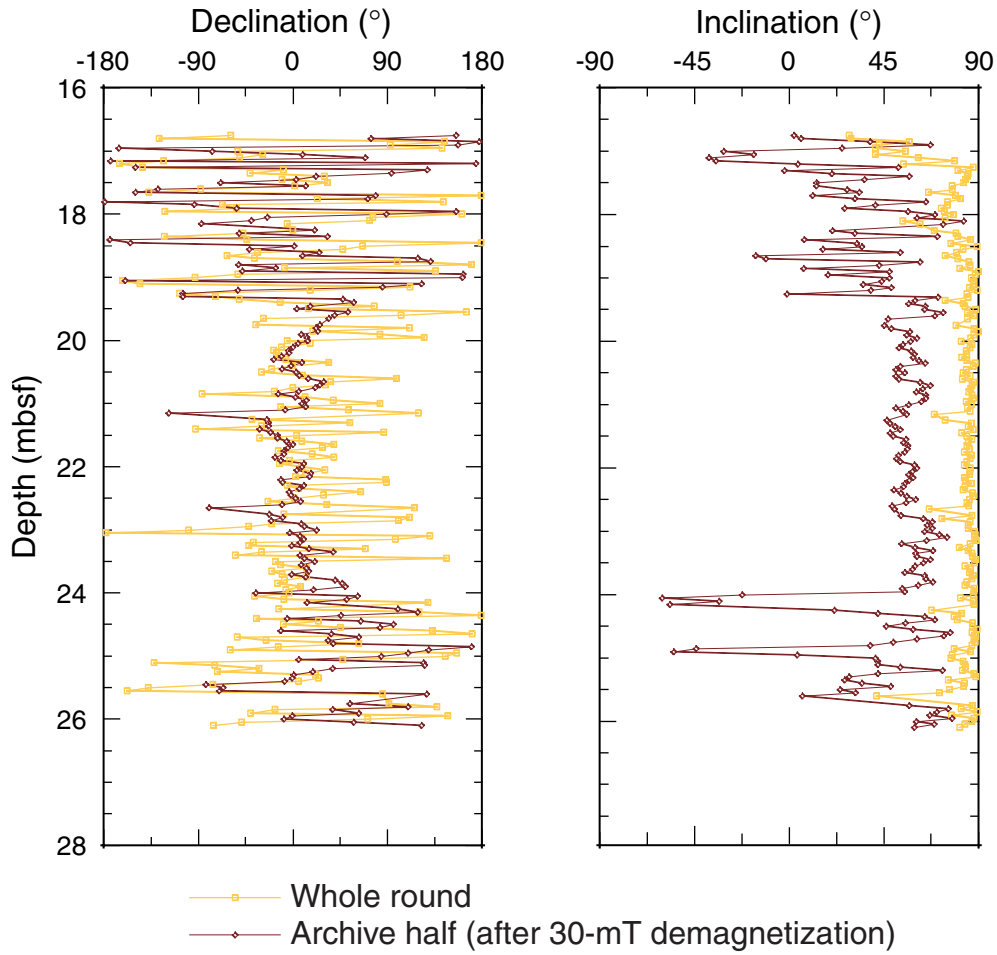 Declination (°)
-180 -90 0 90 180
Inclination (°)
-90 -45 0 45 90
Depth (mbsf)
16
18
20
22
24
26
28
Whole round
Archive half (after 30-mT demagnetization)